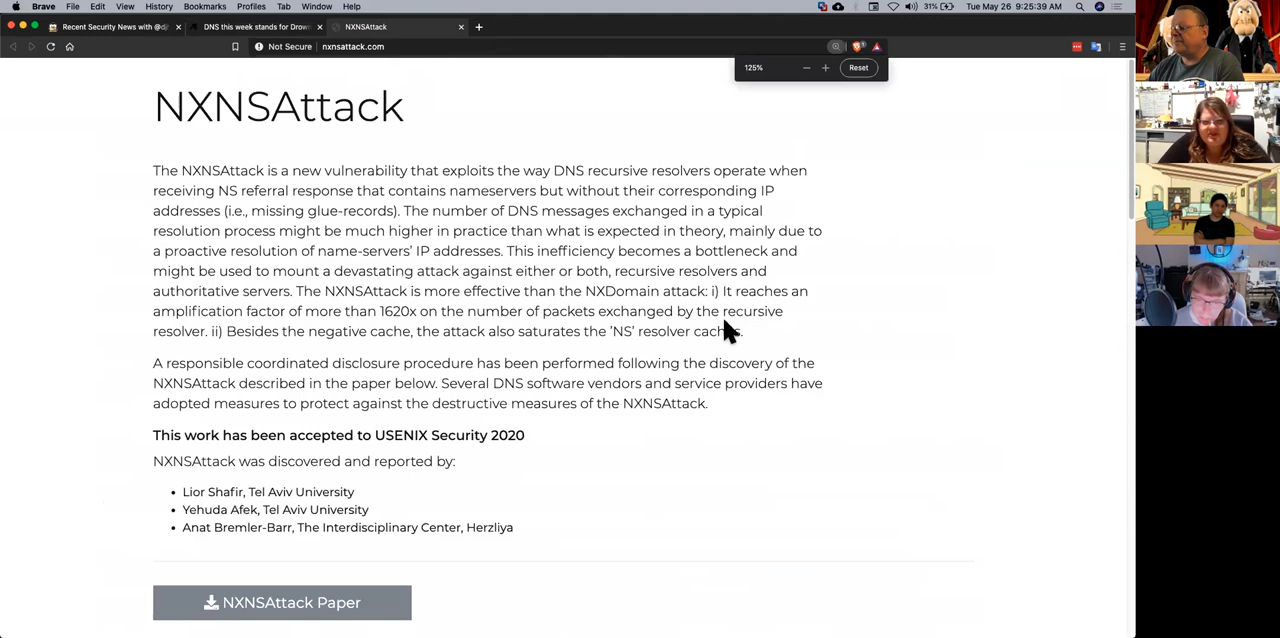 Brave File Edit View History Bookmarks Profiles Tab Window Help
31% Tue May 26 9:25:39 AM
Recent Security News with @dj
DNS this week stands for Drown
NXNSAttack
Not Secure nxnsattack.com
125% Reset
NXNSAttack
The NXNSAttack is a new vulnerability that exploits the way DNS recursive resolvers operate when
receiving NS referral response that contains nameservers but without their corresponding IP
addresses (i.e., missing glue-records). The number of DNS messages exchanged in a typical
resolution process might be much higher in practice than what is expected in theory, mainly due to
a proactive resolution of name-servers' IP addresses. This inefficiency becomes a bottleneck and
might be used to mount a devastating attack against either or both, recursive resolvers and
authoritative servers. The NXNSAttack is more effective than the NXDomain attack: i) It reaches an
amplification factor of more than 1620x on the number of packets exchanged by the recursive
resolver. ii) Besides the negative cache, the attack also saturates the 'NS' resolver caches.
A responsible coordinated disclosure procedure has been performed following the discovery of the
NXNSAttack described in the paper below. Several DNS software vendors and service providers have
adopted measures to protect against the destructive measures of the NXNSAttack.
This work has been accepted to USENIX Security 2020
NXNSAttack was discovered and reported by:
• Lior Shafir, Tel Aviv University
• Yehuda Afek, Tel Aviv University
• Anat Bremler-Barr, The Interdisciplinary Center, Herzliya
NXNSAttack Paper